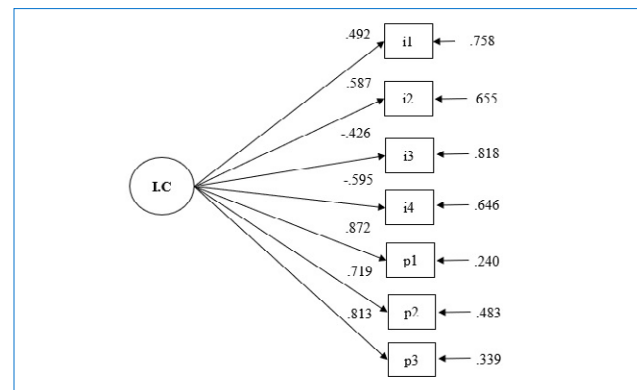 .492 i1 .758
.587 i2 655
-.426 i3 .818
-.595 i4 .646
LC
.872 p1 .240
.719 p2 .483
.813 p3 .339